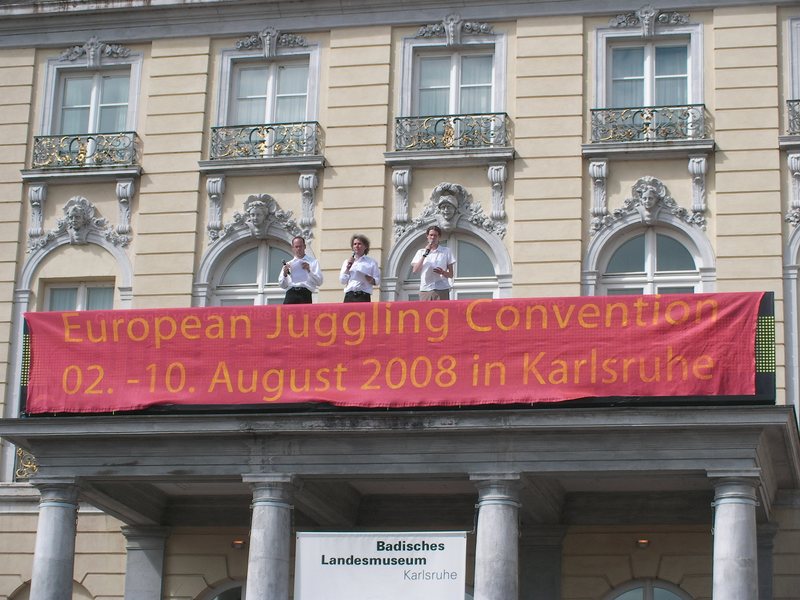 European Juggling Convention
02. -10. August 2008 in Karlsruhe
Badisches
Landesmuseum
Karlsruhe